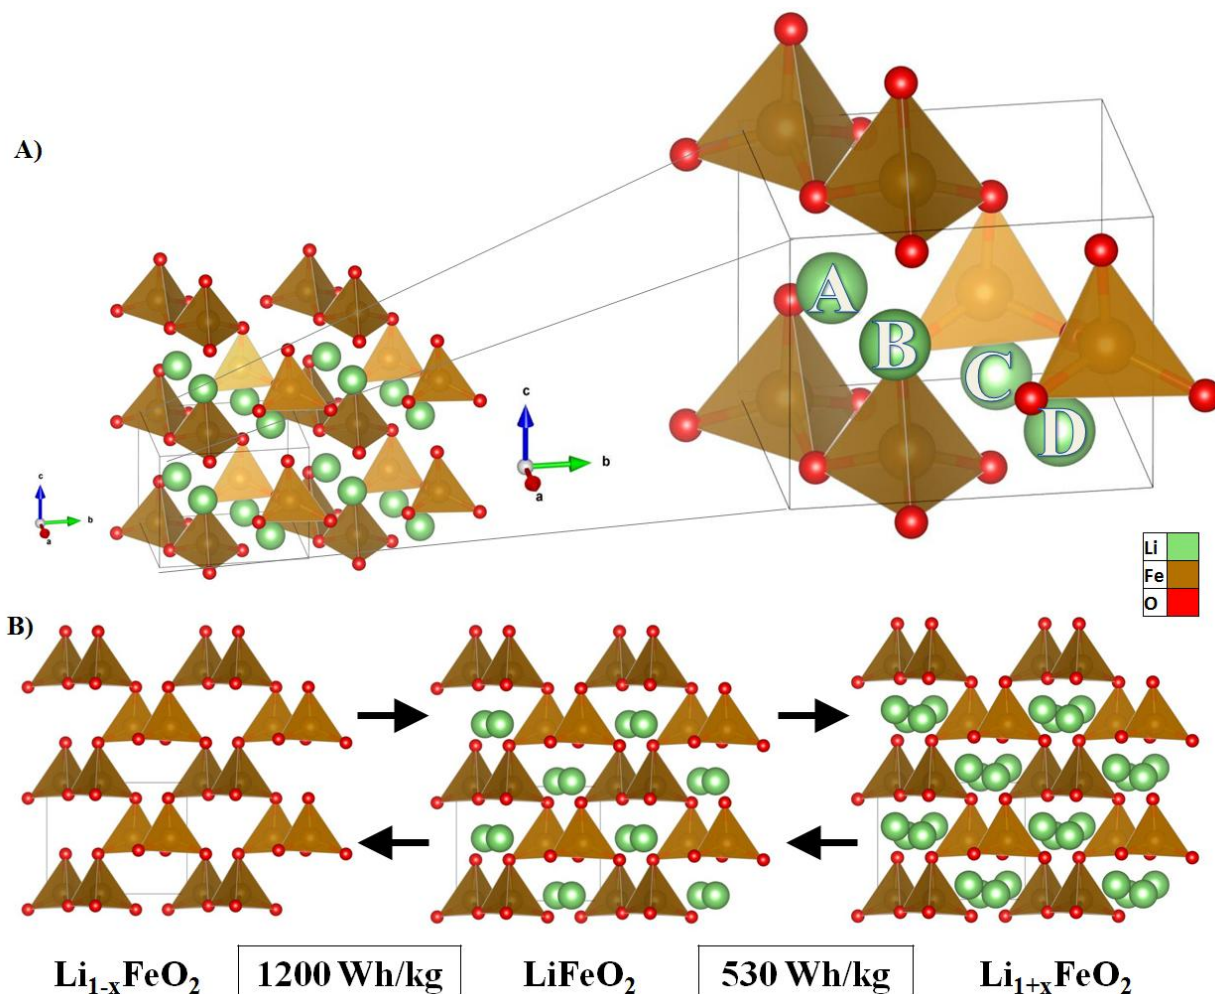 A)
A
B
C
D
c
b
a
c
b
a
Li
Fe
O
B)
Li1-xFeO2
1200 Wh/kg
LiFeO2
530 Wh/kg
Li1+xFeO2